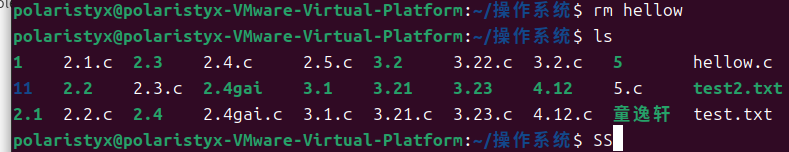 polaristyx@polaristyx-VMware-Virtual-Platform:~/操作系统$ rm hellow
polaristyx@polaristyx-VMware-Virtual-Platform:~/操作系统$ ls
1 2.1.c 2.3 2.4.c 2.5.c 3.2 3.22.c 3.2.c 5 hellow.c
11 2.2 2.3.c 2.4gai 3.1 3.21 3.23 4.12 5.c test2.txt
2.1 2.2.c 2.4 2.4gai.c 3.1.c 3.21.c 3.23.c 4.12.c 童逸轩 test.txt
polaristyx@polaristyx-VMware-Virtual-Platform:~/操作系统$ SS